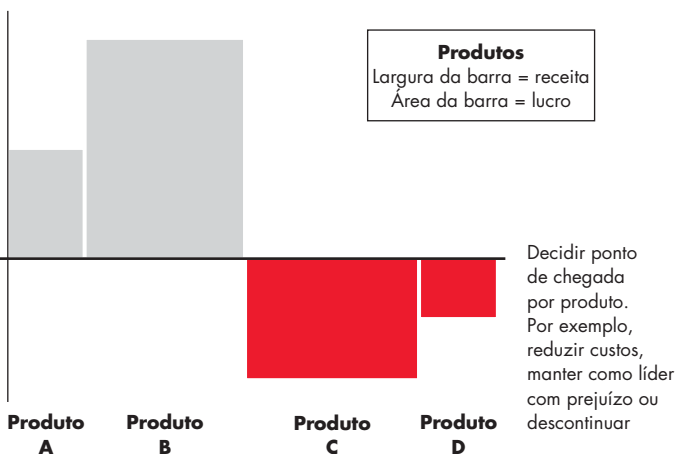 Produtos
Largura da barra = receita
Área da barra = lucro
Decidir ponto
de chegada
por produto.
Por exemplo,
reduzir custos,
manter como líder
com prejuízo ou
descontinuar
Produto
A
Produto
B
Produto
C
Produto
D